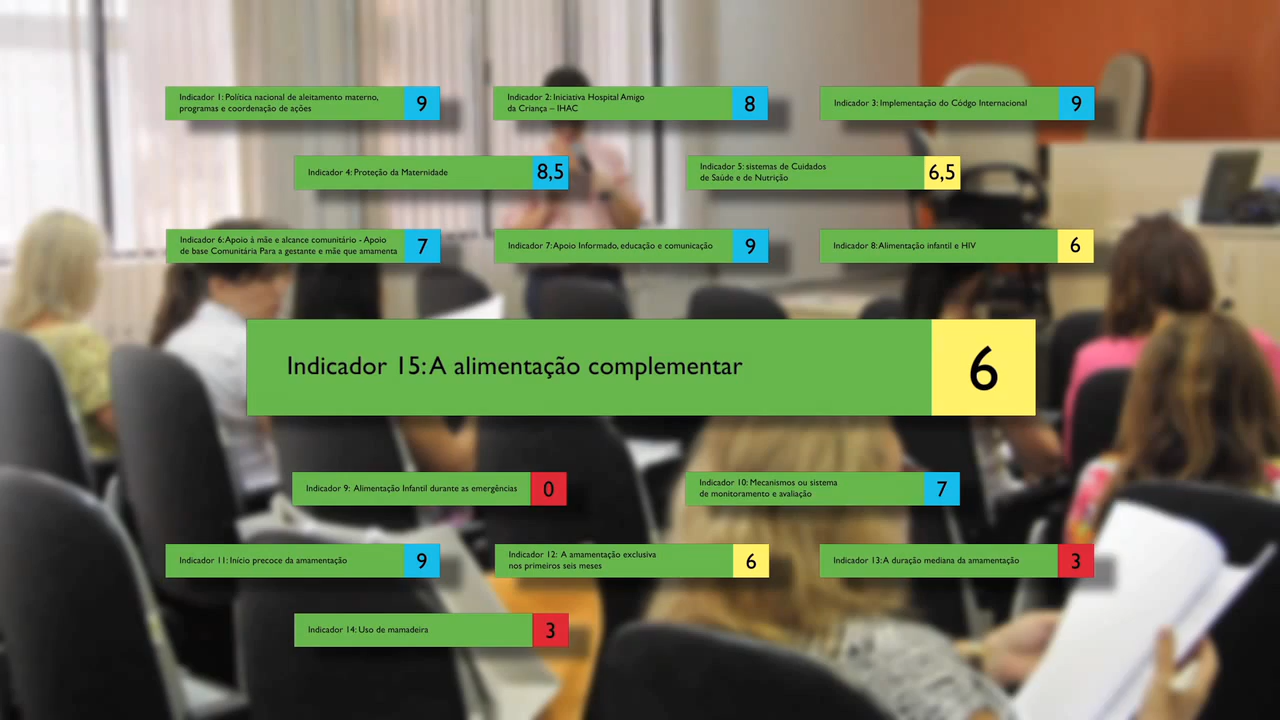 Indicador 1: Política nacional de aleitamento materno,
programas e coordenação de ações
9
Indicador 2: Iniciativa Hospital Amigo
da Criança – IHAC
8
Indicador 3: Implementação do Códgo Internacional
9
Indicador 4: Proteção da Maternidade
8,5
Indicador 5: sistemas de Cuidados
de Saúde e de Nutrição
6,5
Indicador 6: Apoio á mãe e alcance comunitário - Apoio
de base Comunitária Para a gestante e mãe que amamenta
7
Indicador 7: Apoio Informado, educação e comunicação
9
Indicador 8: Alimentação infantil e HIV
6
Indicador 15: A alimentação complementar
6
Indicador 9: Alimentação Infantil durante as emergências
0
Indicador 10: Mecanismos ou sistema
de monitoramento e avaliação
7
Indicador 11: Início precoce da amamentação
9
Indicador 12: A amamentação exclusiva
nos primeiros seis meses
6
Indicador 13: A duração mediana da amamentação
3
Indicador 14: Uso de mamadeira
3